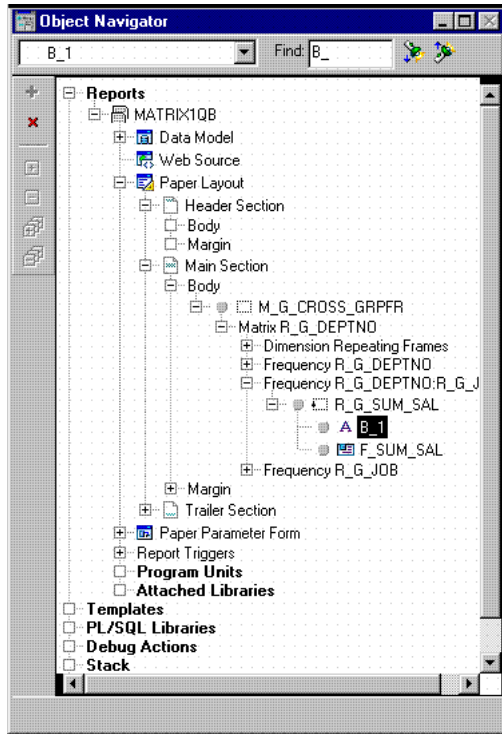 Object Navigator
B_1 Find: B_
Reports
MATRIX1QB
Data Model
Web Source
Paper Layout
Header Section
Body
Margin
Main Section
Body
M_G_CROSS_GRPFR
Matrix R_G_DEPTNO
Dimension Repeating Frames
Frequency R_G_DEPTNO
Frequency R_G_DEPTNO:R_G_J
R_G_SUM_SAL
A B_1
F_SUM_SAL
Frequency R_G_JOB
Margin
Trailer Section
Paper Parameter Form
Report Triggers
Program Units
Attached Libraries
Templates
PL/SQL Libraries
Debug Actions
Stack